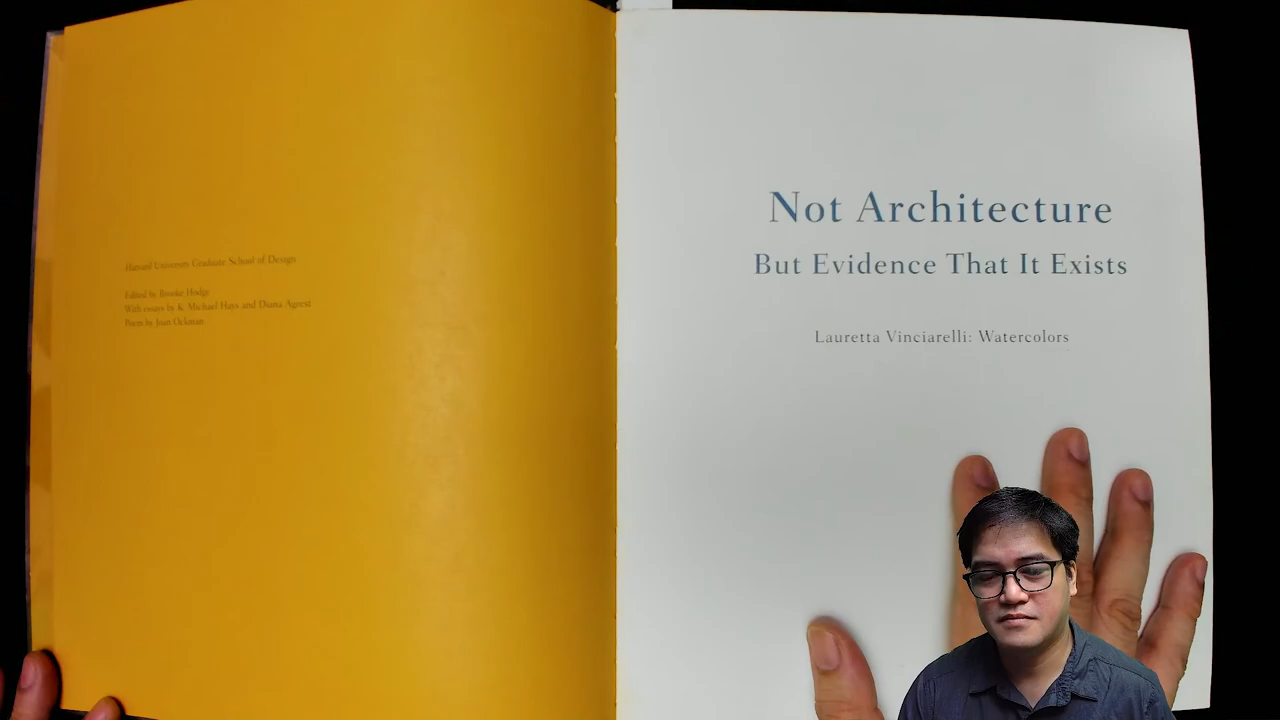 Harvard University Graduate School of Design
Edited by Brooke Hodge
With essays by K. Michael Hays and Diana Agrest
Poem by Joan Ockman
Not Architecture
But Evidence That It Exists
Lauretta Vinciarelli: Watercolors